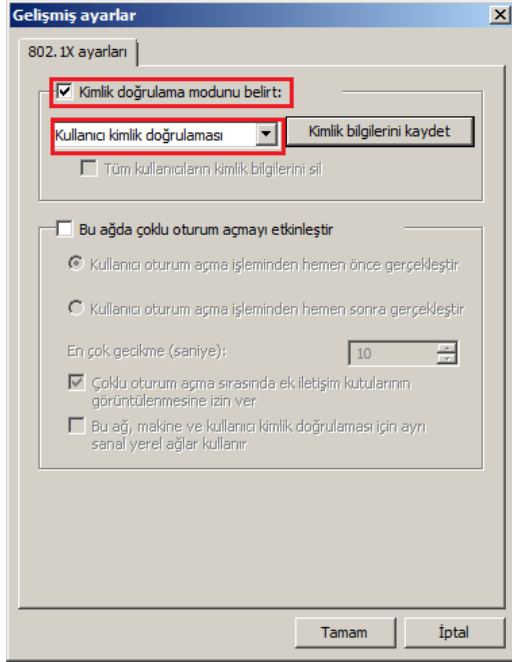 Gelişmiş ayarlar
802.1X ayarları
Kimlik doğrulama modunu belirt:
Kullanıcı kimlik doğrulaması
Kimlik bilgilerini kaydet
Tüm kullanıcıların kimlik bilgilerini sil
Bu ağda çoklu oturum açmayı etkinleştir
Kullanıcı oturum açma işleminden hemen önce gerçekleştir
Kullanıcı oturum açma işleminden hemen sonra gerçekleştir
En çok gecikme (saniye):
10
Çoklu oturum açma sırasında ek iletişim kutularının
görüntülenmesine izin ver
Bu ağ, makine ve kullanıcı kimlik doğrulaması için ayrı
sanal yerel ağlar kullanır
Tamam
İptal